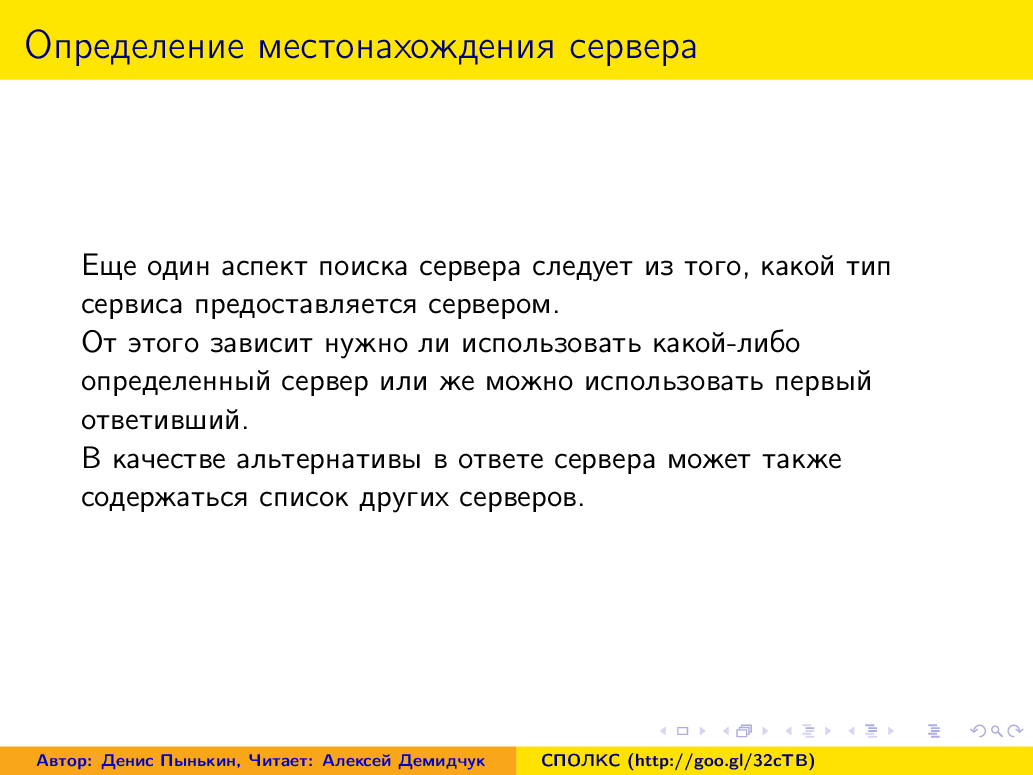 Определение местонахождения сервера
Еще один аспект поиска сервера следует из того, какой тип
сервиса предоставляется сервером.
От этого зависит нужно ли использовать какой-либо
определенный сервер или же можно использовать первый
ответивший.
В качестве альтернативы в ответе сервера может также
содержаться список других серверов.
Автор: Денис Пынькин, Читает: Алексей Демидчук
СПОЛКС (http://goo.gl/32cTB)